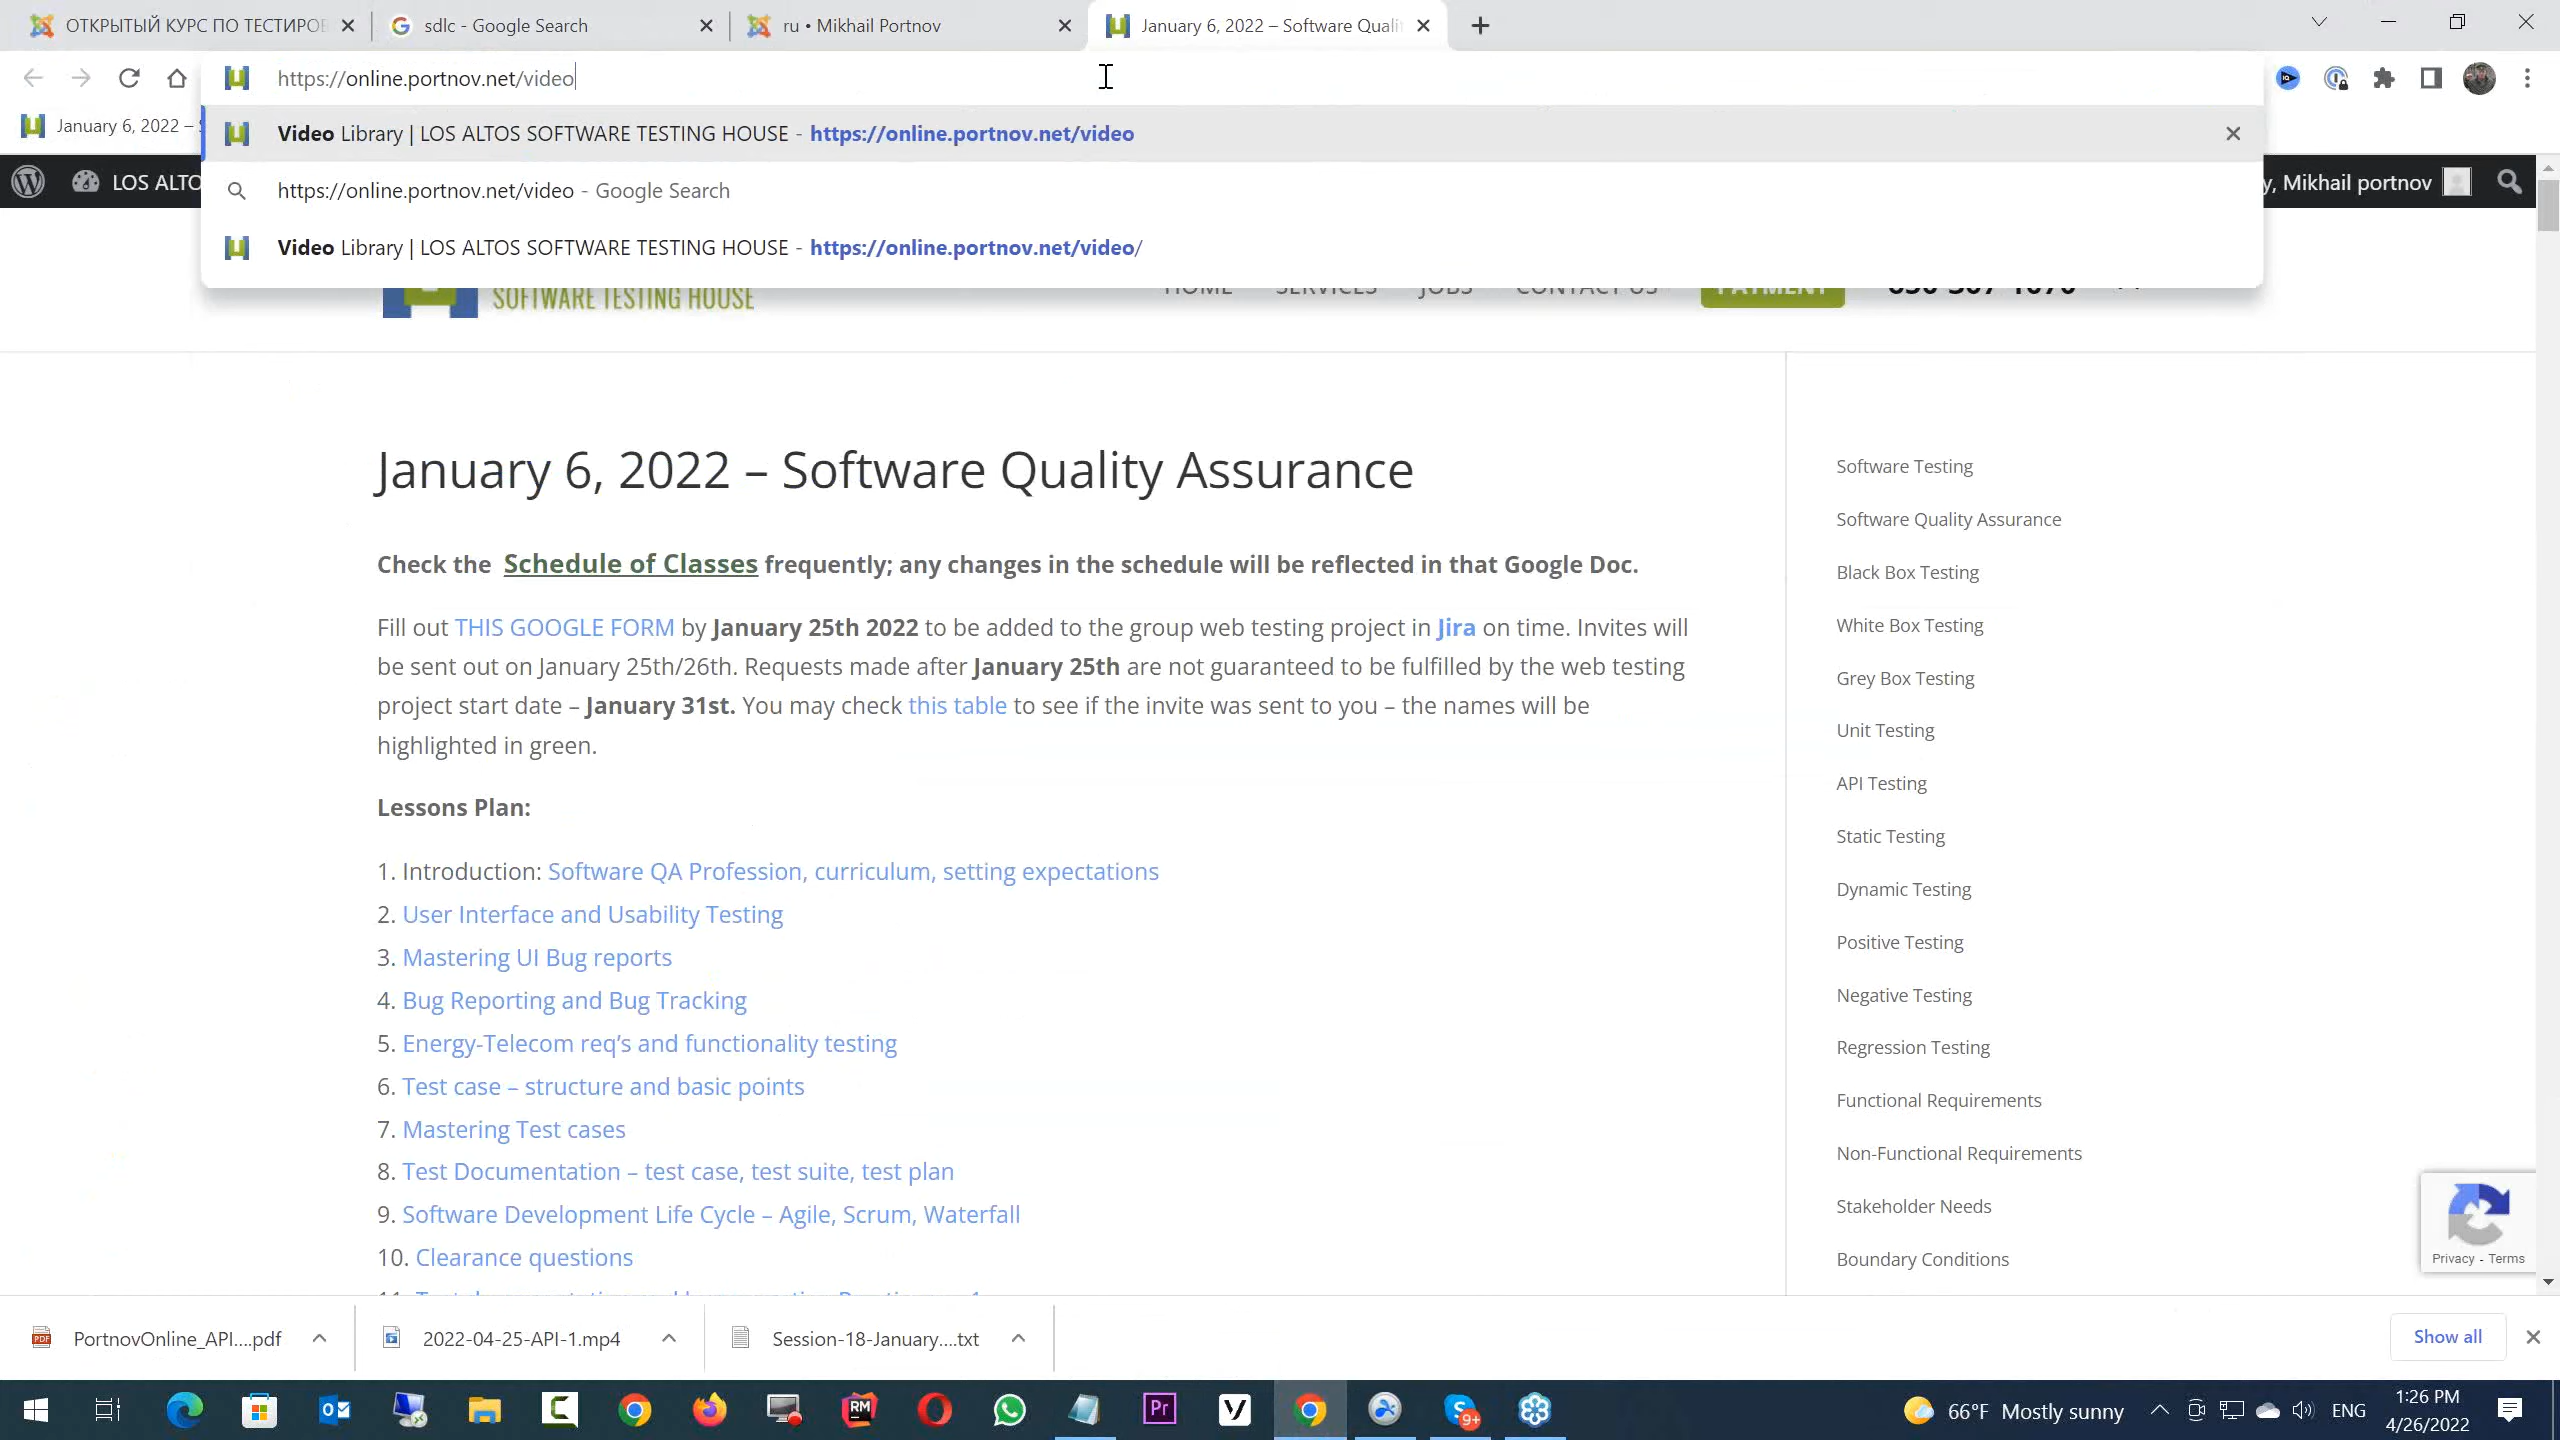 ОТКРЫТЫЙ КУРС ПО ТЕСТИРОВ
sdlc - Google Search
ru • Mikhail Portnov
January 6, 2022 – Software Quali
https://online.portnov.net/video
January 6, 2022 –
Video Library | LOS ALTOS SOFTWARE TESTING HOUSE - https://online.portnov.net/video
https://online.portnov.net/video - Google Search
Video Library | LOS ALTOS SOFTWARE TESTING HOUSE - https://online.portnov.net/video/
LOS ALTO
y, Mikhail portnov
SOFTWARE TESTING HOUSE
HOME
SERVICES
JOBS
CONTACT US
PAYMENT
January 6, 2022 – Software Quality Assurance
Check the Schedule of Classes frequently; any changes in the schedule will be reflected in that Google Doc.
Fill out THIS GOOGLE FORM by January 25th 2022 to be added to the group web testing project in Jira on time. Invites will
be sent out on January 25th/26th. Requests made after January 25th are not guaranteed to be fulfilled by the web testing
project start date – January 31st. You may check this table to see if the invite was sent to you – the names will be
highlighted in green.
Lessons Plan:
1. Introduction: Software QA Profession, curriculum, setting expectations
2. User Interface and Usability Testing
3. Mastering UI Bug reports
4. Bug Reporting and Bug Tracking
5. Energy-Telecom req’s and functionality testing
6. Test case – structure and basic points
7. Mastering Test cases
8. Test Documentation – test case, test suite, test plan
9. Software Development Life Cycle – Agile, Scrum, Waterfall
10. Clearance questions
Software Testing
Software Quality Assurance
Black Box Testing
White Box Testing
Grey Box Testing
Unit Testing
API Testing
Static Testing
Dynamic Testing
Positive Testing
Negative Testing
Regression Testing
Functional Requirements
Non-Functional Requirements
Stakeholder Needs
Boundary Conditions
Privacy - Terms
PortnovOnline_API....pdf
2022-04-25-API-1.mp4
Session-18-January....txt
Show all
66°F Mostly sunny
ENG
1:26 PM
4/26/2022